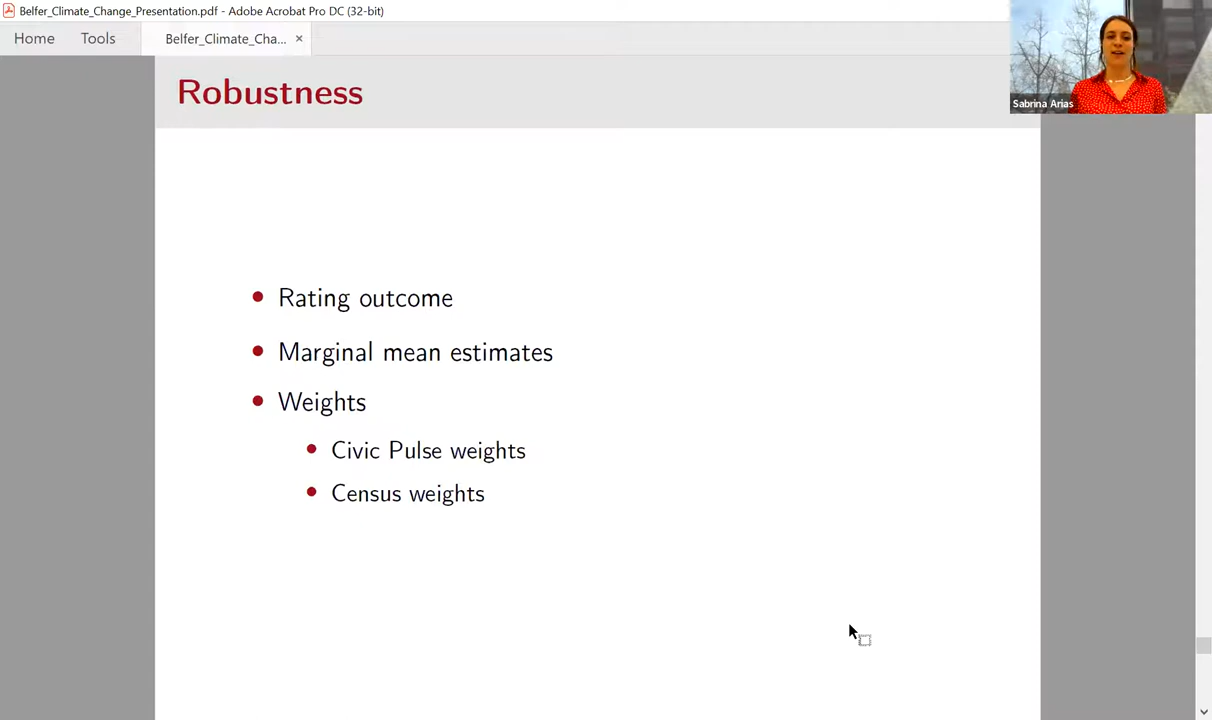 Belfer_Climate_Change_Presentation.pdf - Adobe Acrobat Pro DC (32-bit)
Home Tools Belfer_Climate_Cha... ×
Robustness
Sabrina Arias
Rating outcome
Marginal mean estimates
Weights
Civic Pulse weights
Census weights